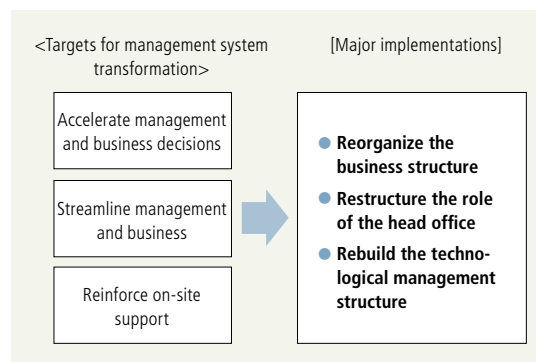 <Targets for management system
transformation>
Accelerate management
and business decisions
Streamline management
and business
Reinforce on-site
support
[Major implementations]
● Reorganize the
business structure
● Restructure the role
of the head office
● Rebuild the techno-
logical management
structure